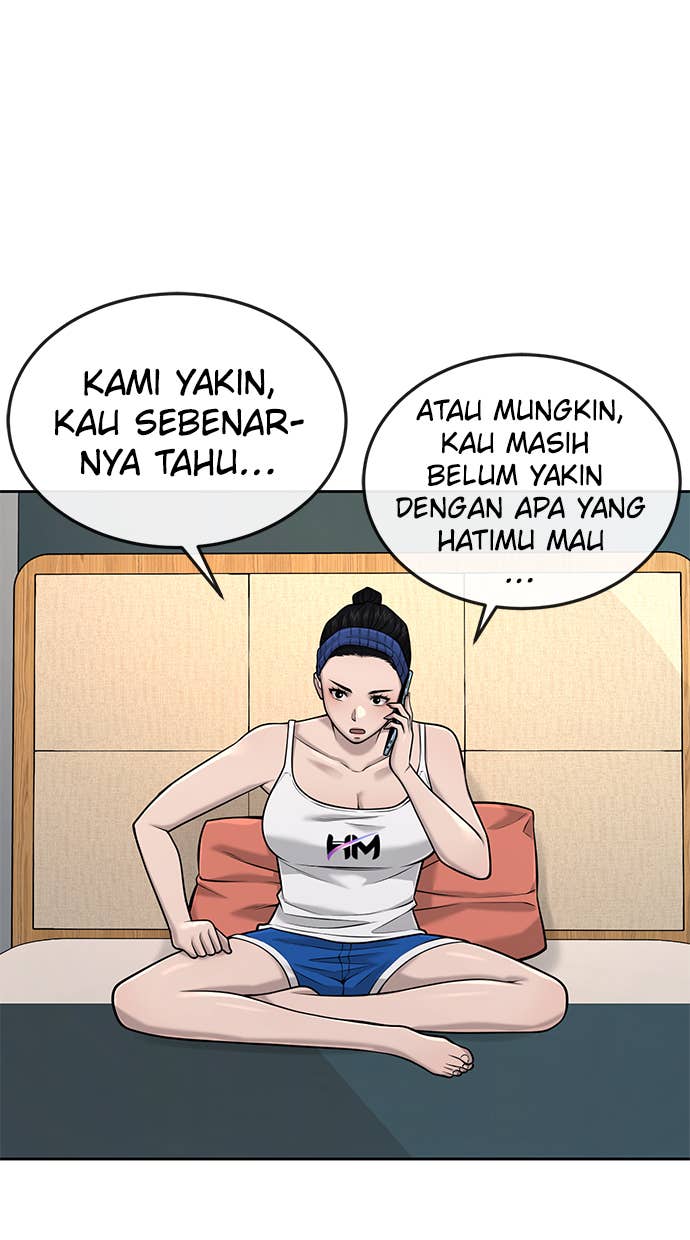 KAMI YAKIN,
KAU SEBENAR-
NYA TAHU...
ATAU MUNGKIN,
KAU MASIH
BELUM YAKIN
DENGAN APA YANG
HATIMU MAU
...
HM